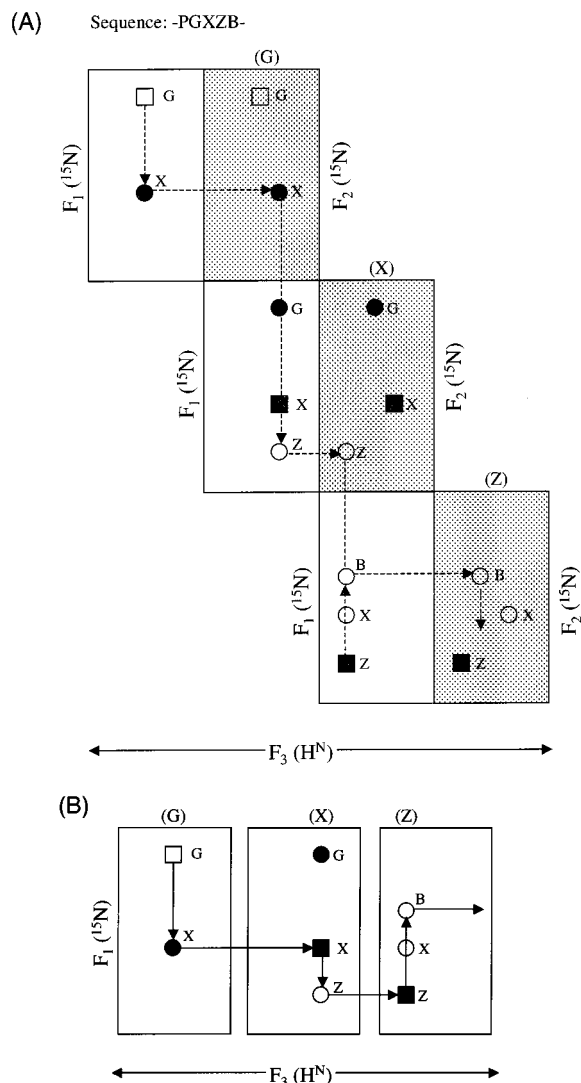 (A)
Sequence: -PGXZB-
(G)
G
G
X
X
F₁ (¹⁵N)
F₂ (¹⁵N)
(X)
G
G
X
X
Z
Z
F₁ (¹⁵N)
F₂ (¹⁵N)
(Z)
B
B
X
X
Z
Z
F₁ (¹⁵N)
F₂ (¹⁵N)
F₃ (Hᴺ)
(B)
(G)
(X)
(Z)
G
G
B
X
X
X
Z
Z
F₁ (¹⁵N)
F₃ (Hᴺ)